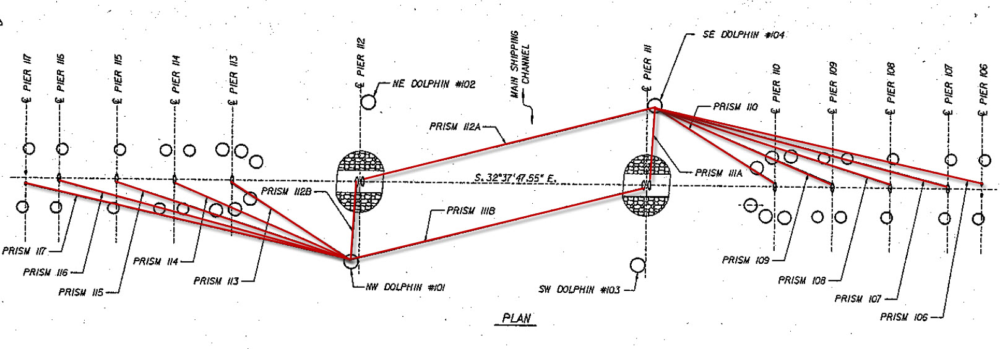 ℄ PIER 117
℄ PIER 116
℄ PIER 115
℄ PIER 114
℄ PIER 113
℄ PIER 112
NE DOLPHIN #102
MAIN SHIPPING
CHANNEL
℄ PIER 111
SE DOLPHIN #104
℄ PIER 110
℄ PIER 109
℄ PIER 108
℄ PIER 107
℄ PIER 106
PRISM 110
PRISM 112A
PRISM 111A
S. 32°37'47.55" E.
PRISM 112B
PRISM 111B
PRISM 117
PRISM 116
PRISM 115
PRISM 114
PRISM 113
NW DOLPHIN #101
SW DOLPHIN #103
PRISM 109
PRISM 108
PRISM 107
PRISM 106
PLAN